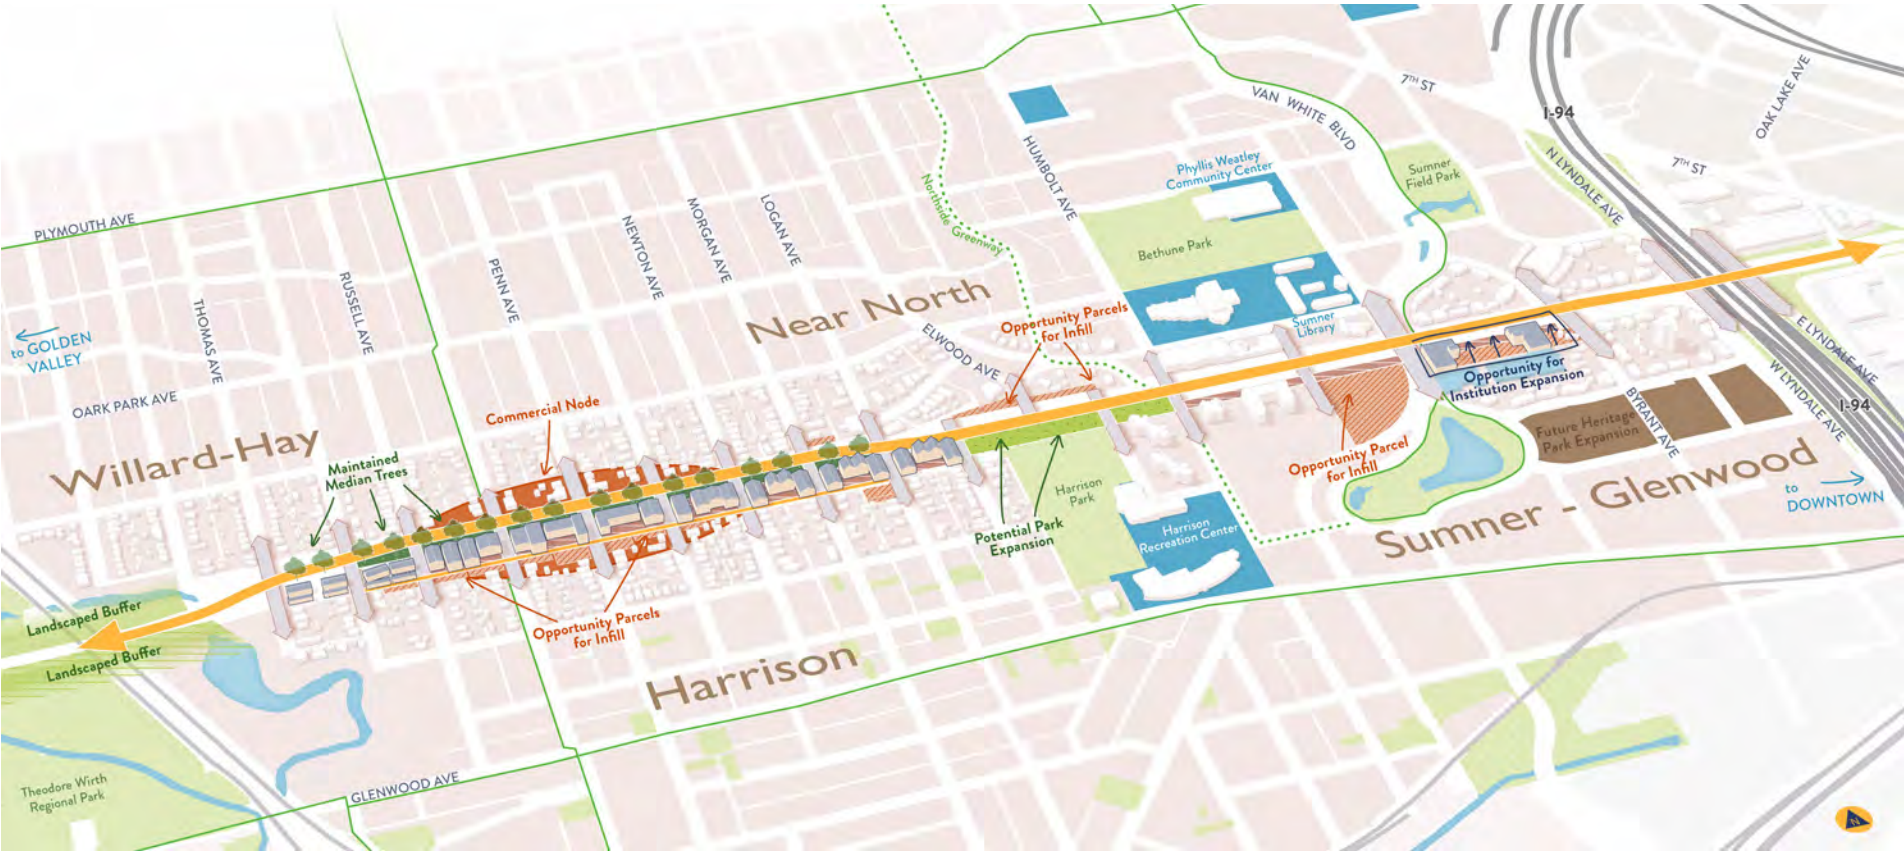 7TH ST
OAK LAKE AVE
VAN WHITE BLVD
I-94
HUMBOLT AVE
N LYNDALE AVE
7TH ST
Phyllis Weatley
Community Center
Sumner
Field Park
Northside Greenway
PLYMOUTH AVE
LOGAN AVE
MORGAN AVE
NEWTON AVE
PENN AVE
RUSSELL AVE
THOMAS AVE
Bethune Park
Near North
Opportunity Parcels
for Infill
ELWOOD AVE
Sumner
Library
E LYNDALE AVE
to GOLDEN
VALLEY
OARK PARK AVE
Opportunity for
Institution Expansion
W LYNDALE AVE
I-94
BYRANT AVE
Commercial Node
Willard-Hay
Maintained
Median Trees
Future Heritage
Park Expansion
Opportunity Parcel
for Infill
Harrison
Park
Sumner - Glenwood
to
DOWNTOWN
Potential Park
Expansion
Harrison
Recreation Center
Landscaped Buffer
Landscaped Buffer
Opportunity Parcels
for Infill
Harrison
Theodore Wirth
Regional Park
GLENWOOD AVE
N